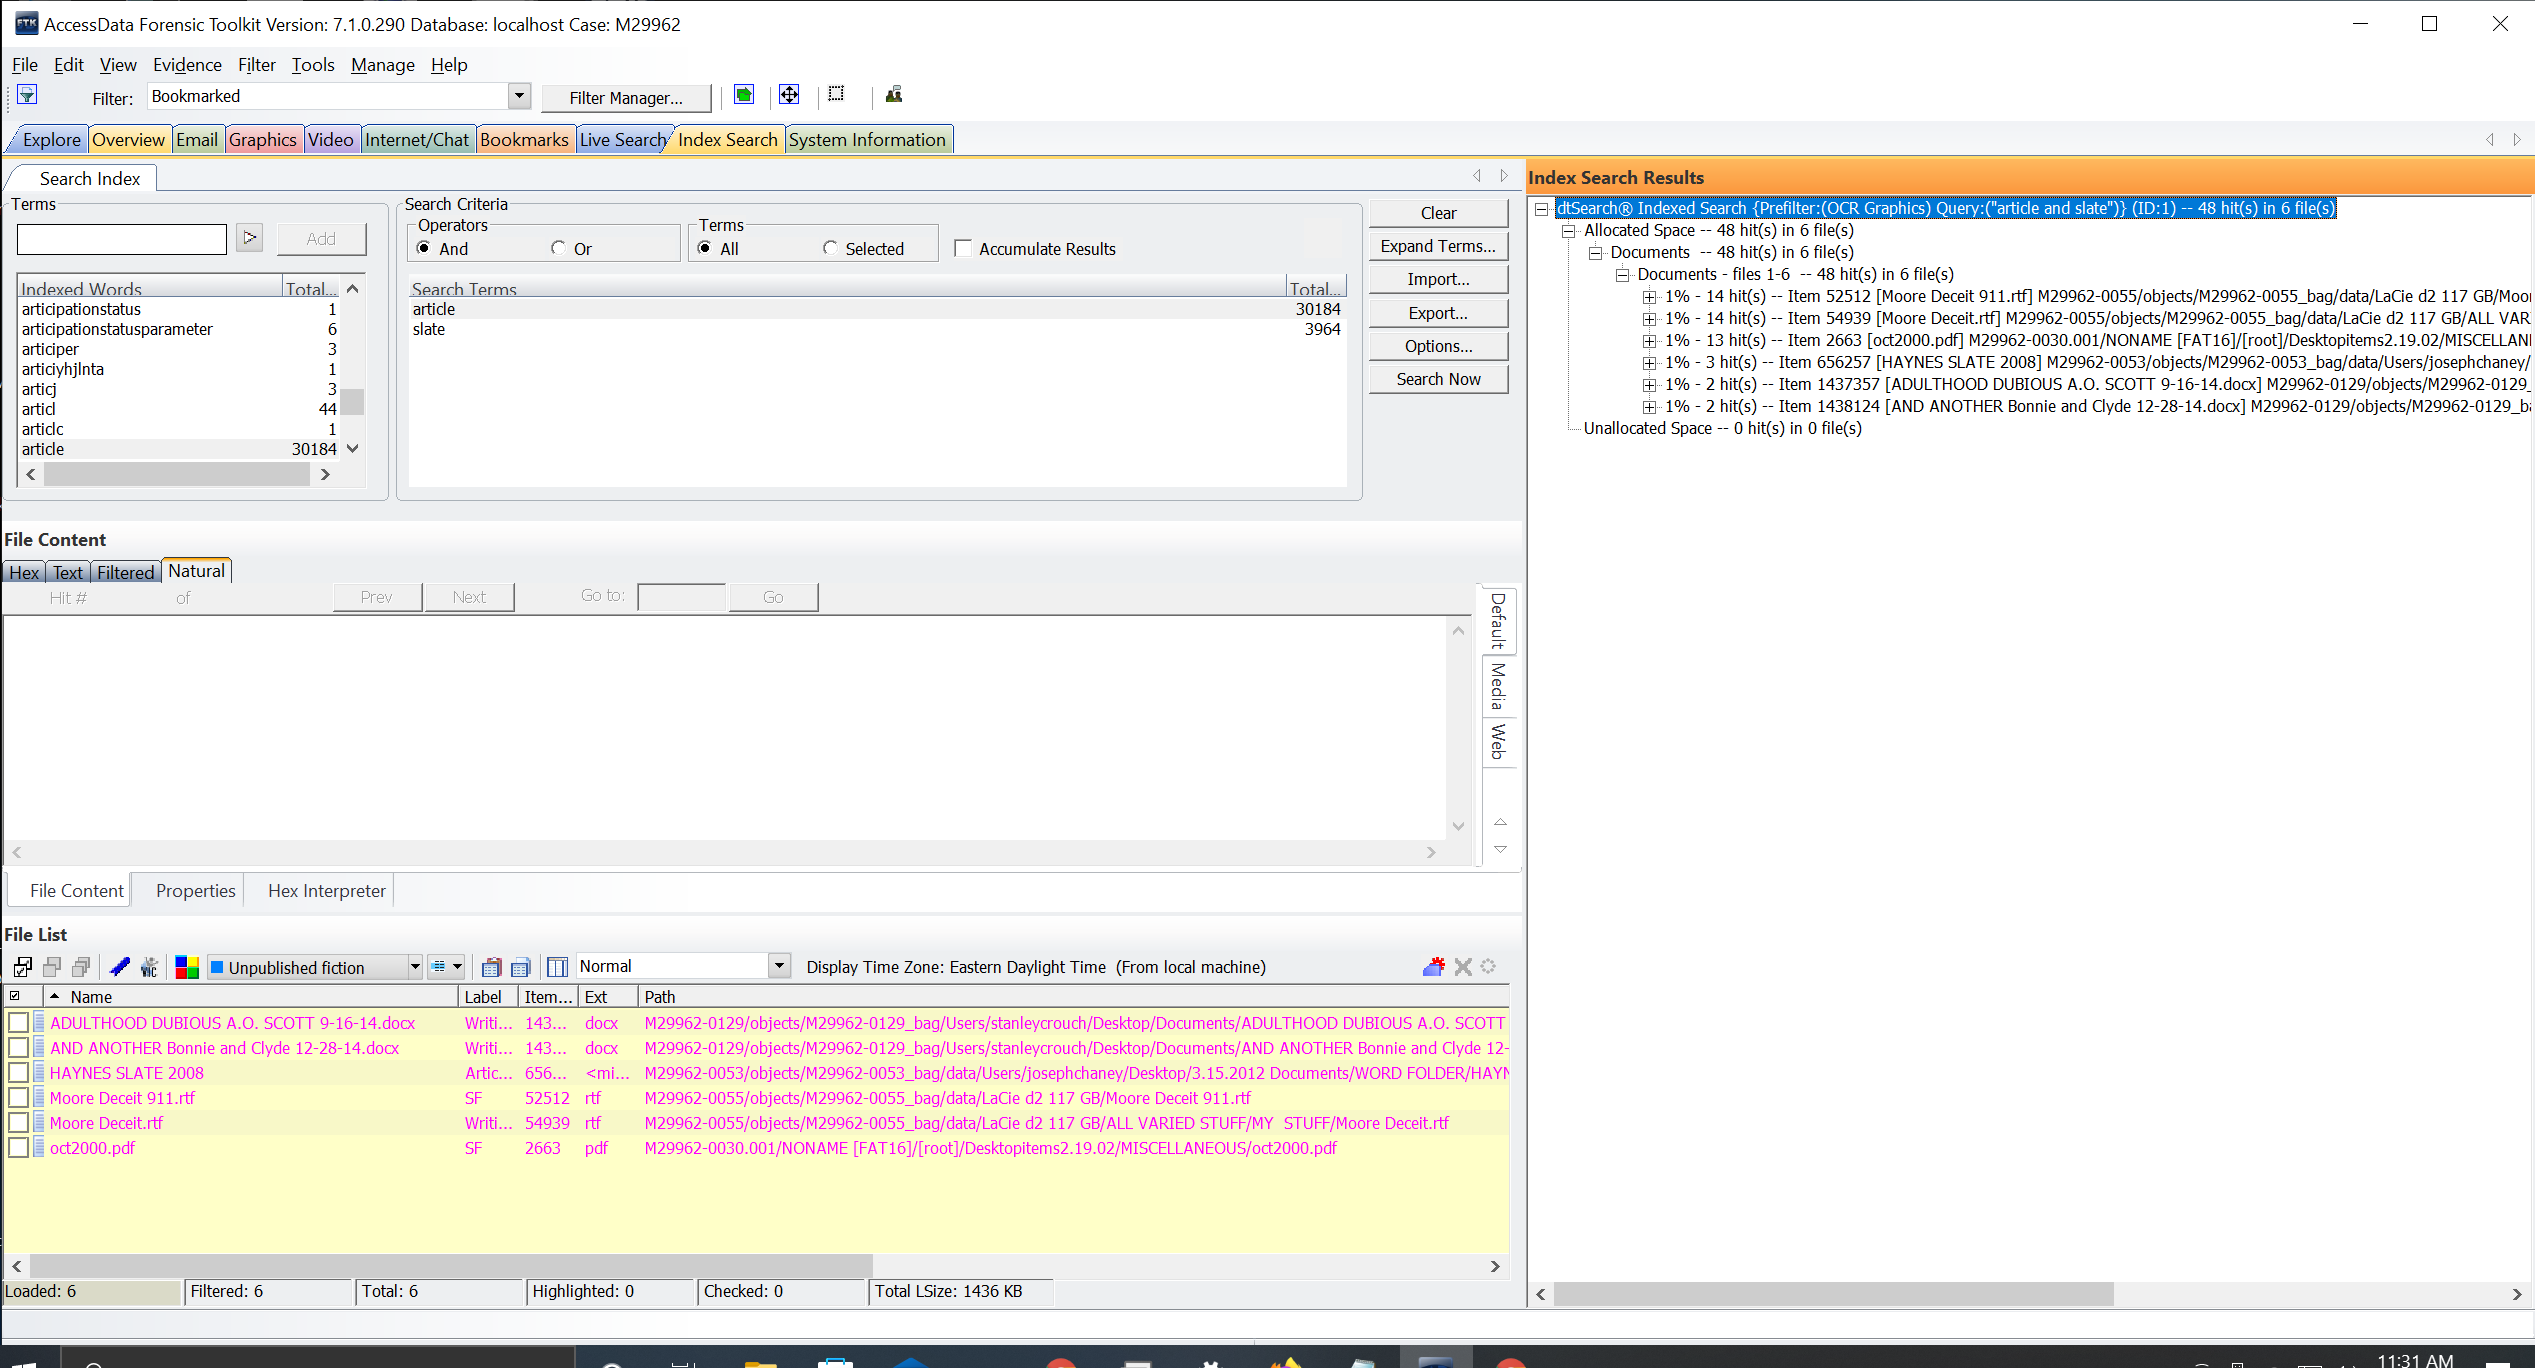 AccessData Forensic Toolkit Version: 7.1.0.290 Database: localhost Case: M29962
File Edit View Evidence Filter Tools Manage Help
Filter: Bookmarked Filter Manager...
Explore Overview Email Graphics Video Internet/Chat Bookmarks Live Search Index Search System Information
Search Index
Terms
Add
Indexed Words Total...
articipationstatus 1
articipationstatusparameter 6
articiper 3
articiyhjlnta 1
articj 3
articl 44
articlc 1
article 30184
Search Criteria
Operators
And Or
Terms
All Selected
Accumulate Results
Search Terms Total...
article 30184
slate 3964
Clear
Expand Terms...
Import...
Export...
Options...
Search Now
File Content
Hex Text Filtered Natural
Hit # of Prev Next Go to: Go
Default
Media
Web
File Content Properties Hex Interpreter
File List
Unpublished fiction Normal Display Time Zone: Eastern Daylight Time (From local machine)
Name Label Item... Ext Path
ADULTHOOD DUBIOUS A.O. SCOTT 9-16-14.docx Writi... 143... docx M29962-0129/objects/M29962-0129_bag/Users/stanleycrouch/Desktop/Documents/ADULTHOOD DUBIOUS A.O. SCOTT
AND ANOTHER Bonnie and Clyde 12-28-14.docx Writi... 143... docx M29962-0129/objects/M29962-0129_bag/Users/stanleycrouch/Desktop/Documents/AND ANOTHER Bonnie and Clyde 12-
HAYNES SLATE 2008 Artic... 656... <mi... M29962-0053/objects/M29962-0053_bag/data/Users/josephchaney/Desktop/3.15.2012 Documents/WORD FOLDER/HAYN
Moore Deceit 911.rtf SF 52512 rtf M29962-0055/objects/M29962-0055_bag/data/LaCie d2 117 GB/Moore Deceit 911.rtf
Moore Deceit.rtf Writi... 54939 rtf M29962-0055/objects/M29962-0055_bag/data/LaCie d2 117 GB/ALL VARIED STUFF/MY  STUFF/Moore Deceit.rtf
oct2000.pdf SF 2663 pdf M29962-0030.001/NONAME [FAT16]/[root]/Desktopitems2.19.02/MISCELLANEOUS/oct2000.pdf
Loaded: 6 Filtered: 6 Total: 6 Highlighted: 0 Checked: 0 Total LSize: 1436 KB
Index Search Results
dtSearch® Indexed Search {Prefilter:(OCR Graphics) Query:("article and slate")} (ID:1) -- 48 hit(s) in 6 file(s)
Allocated Space -- 48 hit(s) in 6 file(s)
Documents -- 48 hit(s) in 6 file(s)
Documents - files 1-6 -- 48 hit(s) in 6 file(s)
1% - 14 hit(s) -- Item 52512 [Moore Deceit 911.rtf] M29962-0055/objects/M29962-0055_bag/data/LaCie d2 117 GB/Moo
1% - 14 hit(s) -- Item 54939 [Moore Deceit.rtf] M29962-0055/objects/M29962-0055_bag/data/LaCie d2 117 GB/ALL VAR
1% - 13 hit(s) -- Item 2663 [oct2000.pdf] M29962-0030.001/NONAME [FAT16]/[root]/Desktopitems2.19.02/MISCELLAN
1% - 3 hit(s) -- Item 656257 [HAYNES SLATE 2008] M29962-0053/objects/M29962-0053_bag/data/Users/josephchaney/
1% - 2 hit(s) -- Item 1437357 [ADULTHOOD DUBIOUS A.O. SCOTT 9-16-14.docx] M29962-0129/objects/M29962-0129_
1% - 2 hit(s) -- Item 1438124 [AND ANOTHER Bonnie and Clyde 12-28-14.docx] M29962-0129/objects/M29962-0129_b
Unallocated Space -- 0 hit(s) in 0 file(s)
11:31 AM